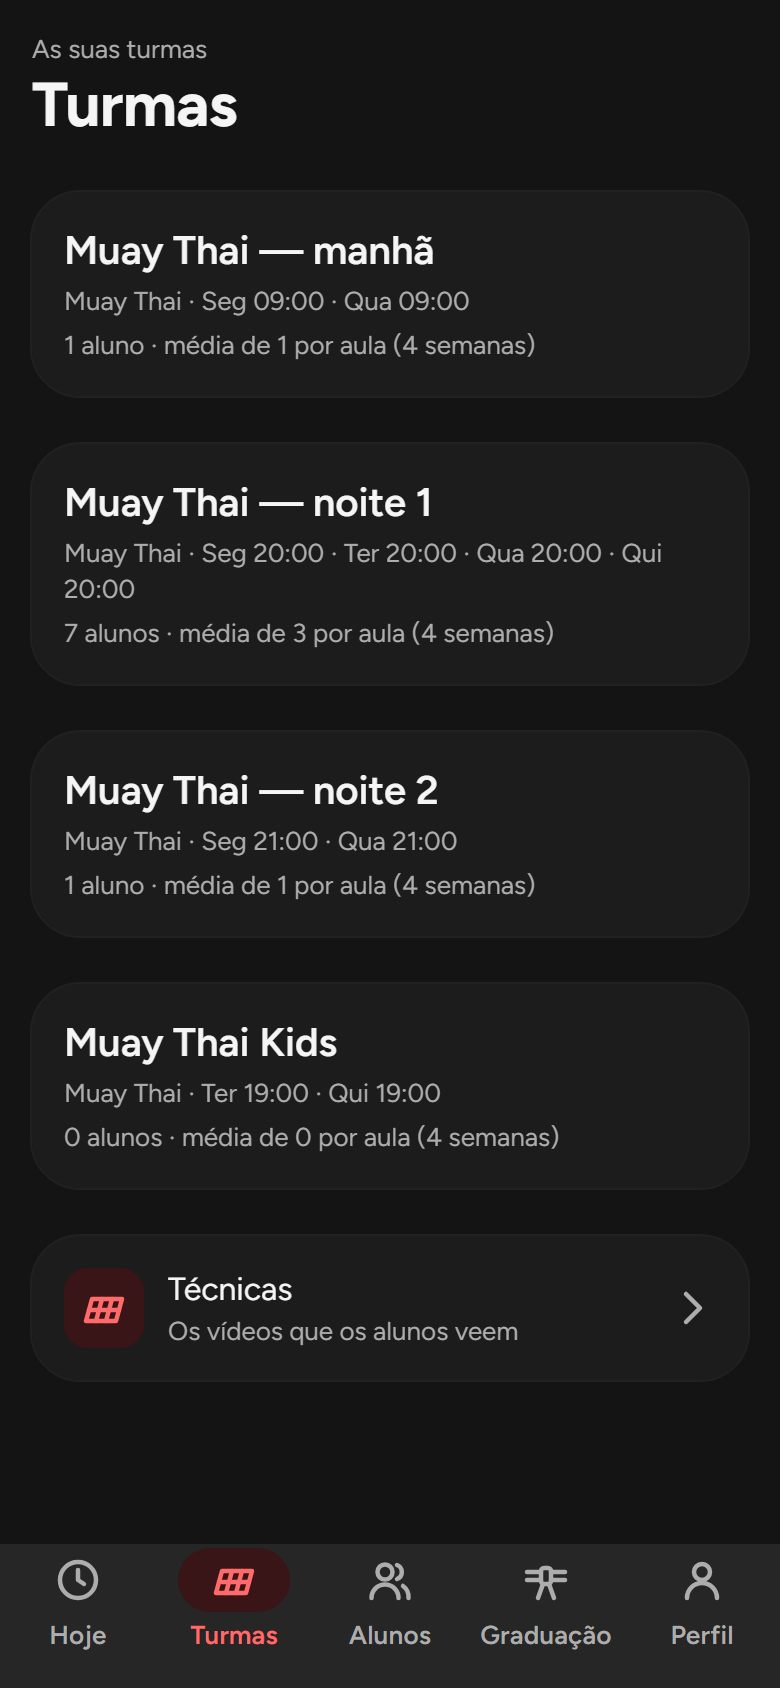 As suas turmas
Turmas
Muay Thai — manhã
Muay Thai · Seg 09:00 · Qua 09:00
1 aluno · média de 1 por aula (4 semanas)
Muay Thai — noite 1
Muay Thai · Seg 20:00 · Ter 20:00 · Qua 20:00 · Qui
20:00
7 alunos · média de 3 por aula (4 semanas)
Muay Thai — noite 2
Muay Thai · Seg 21:00 · Qua 21:00
1 aluno · média de 1 por aula (4 semanas)
Muay Thai Kids
Muay Thai · Ter 19:00 · Qui 19:00
0 alunos · média de 0 por aula (4 semanas)
Técnicas
Os vídeos que os alunos veem
Hoje
Turmas
Alunos
Graduação
Perfil